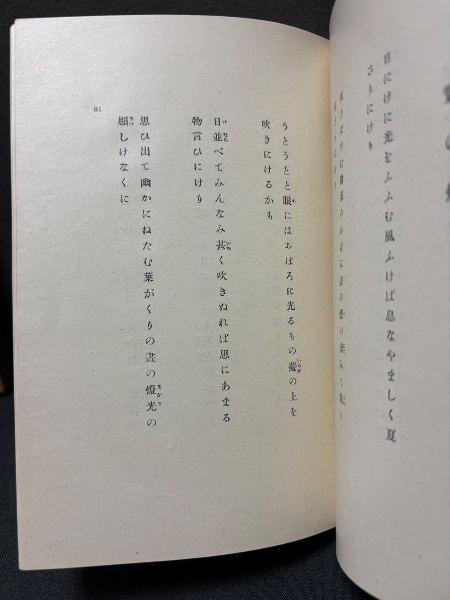 日にけに光をふふむ風ふけば息なやましく夏
さりにけり
うとうとと眼にはおぼろに光るもの甍の上を
吹きにけるかも
日並べてみんなみ甚く吹きぬれば思にあまる
物言ひにけり
思ひ出て幽かにねたむ葉がくりの晝の燈光の
顯しけなくに
81